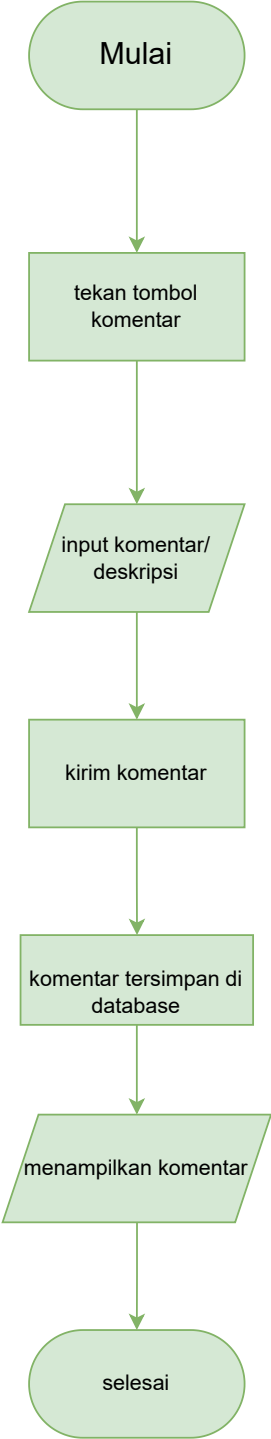 Mulai
tekan tombol
komentar
input komentar/
deskripsi
kirim komentar
komentar tersimpan di
database
menampilkan komentar
selesai